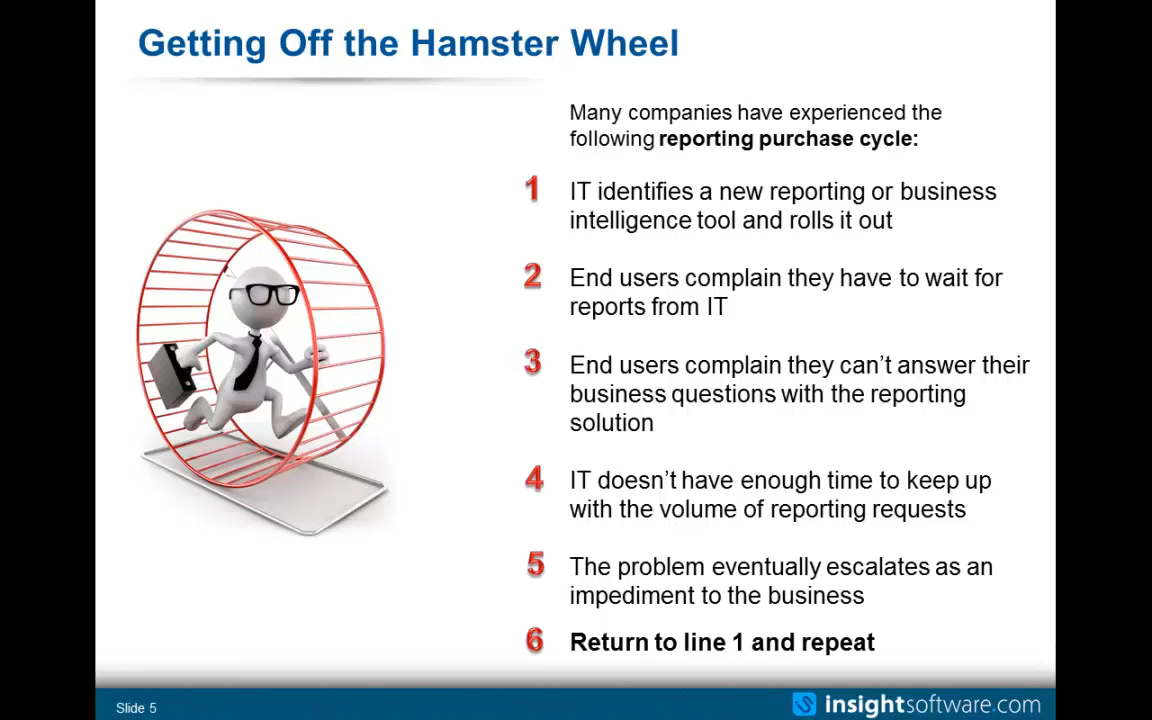 Getting Off the Hamster Wheel
Many companies have experienced the
following reporting purchase cycle:
1 IT identifies a new reporting or business
intelligence tool and rolls it out
2 End users complain they have to wait for
reports from IT
3 End users complain they can’t answer their
business questions with the reporting
solution
4 IT doesn’t have enough time to keep up
with the volume of reporting requests
5 The problem eventually escalates as an
impediment to the business
6 Return to line 1 and repeat
Slide 5
insightsoftware.com